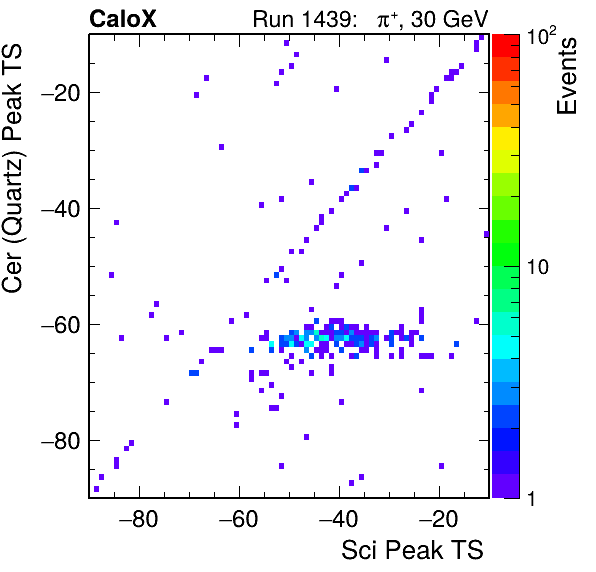 CaloX Run 1439: π⁺, 30 GeV
Cer (Quartz) Peak TS
−20
−40
−60
−80
−80 −60 −40 −20
Sci Peak TS
Events
10²
10
1